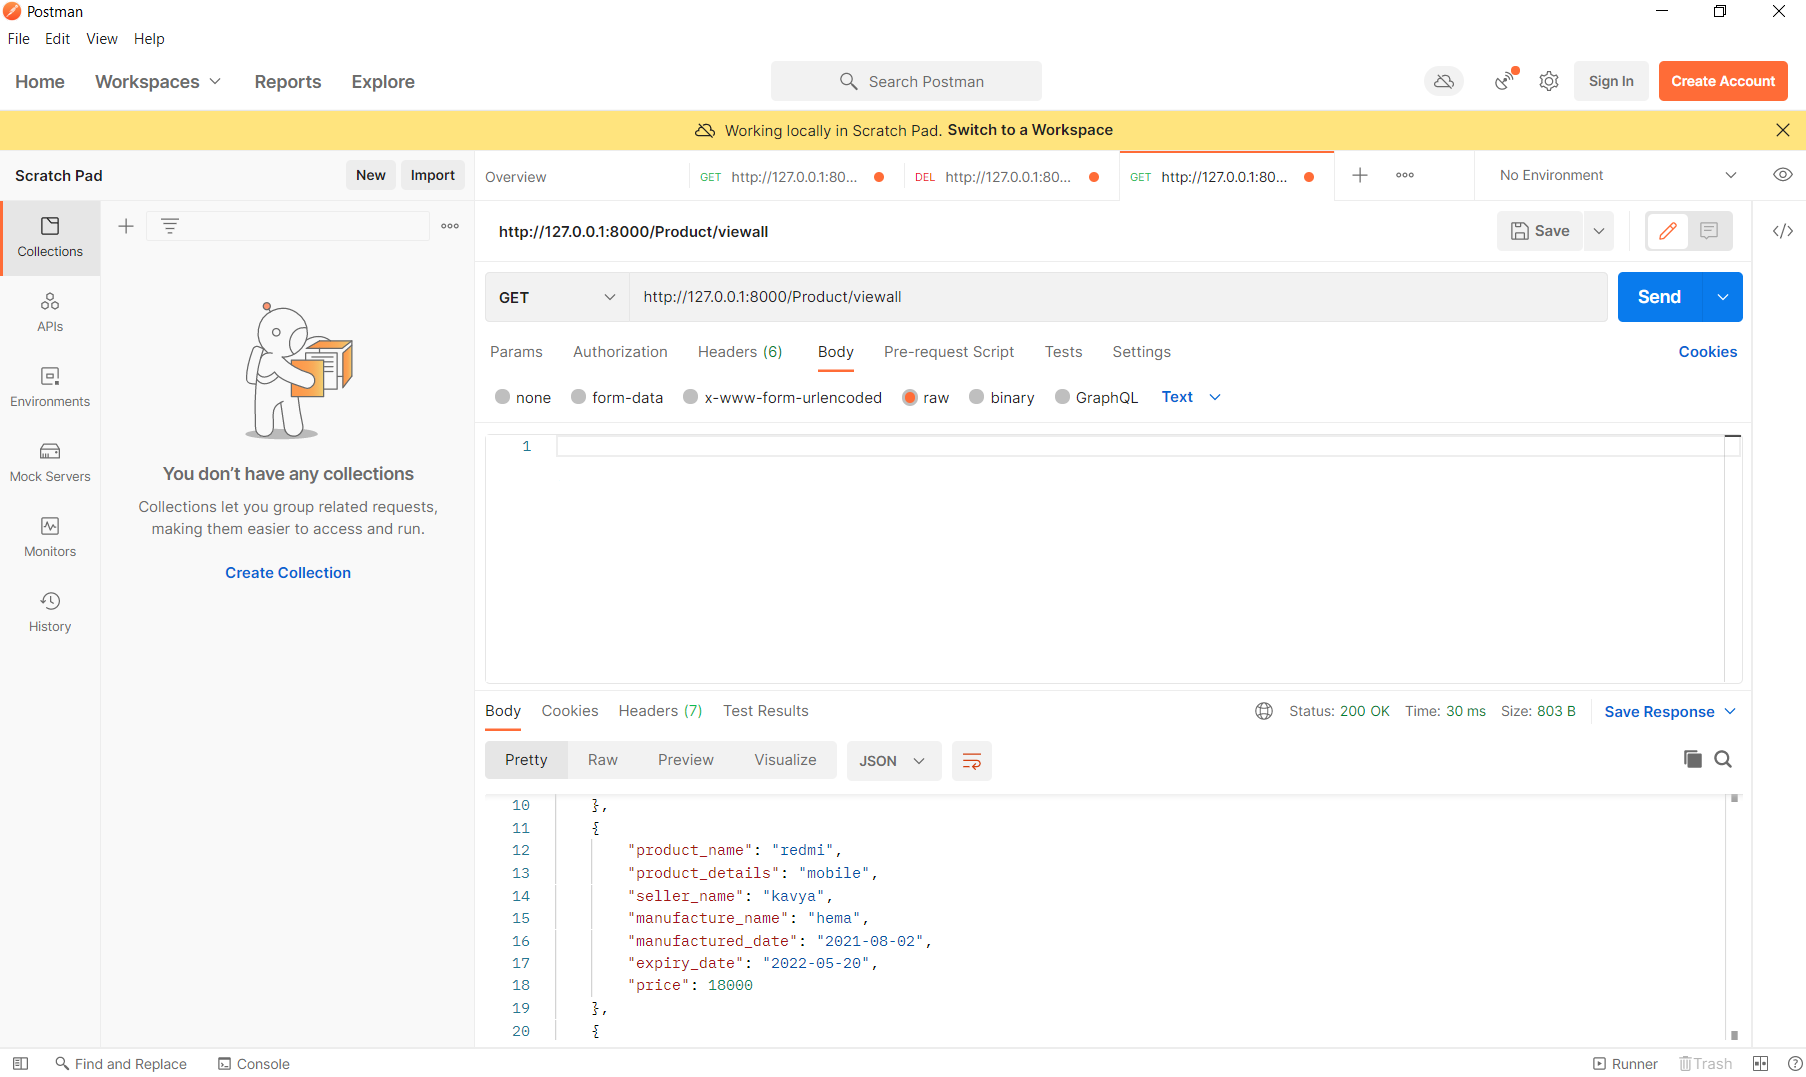 Postman
File Edit View Help
Home Workspaces Reports Explore Search Postman Sign In Create Account
Working locally in Scratch Pad. Switch to a Workspace
Scratch Pad New Import
Overview GET http://127.0.0.1:80... DEL http://127.0.0.1:80... GET http://127.0.0.1:80... No Environment
Collections
APIs
Environments
Mock Servers
Monitors
History
You don't have any collections
Collections let you group related requests,
making them easier to access and run.
Create Collection
http://127.0.0.1:8000/Product/viewall Save
GET http://127.0.0.1:8000/Product/viewall Send
Params Authorization Headers (6) Body Pre-request Script Tests Settings Cookies
none form-data x-www-form-urlencoded raw binary GraphQL Text
1
Body Cookies Headers (7) Test Results Status: 200 OK Time: 30 ms Size: 803 B Save Response
Pretty Raw Preview Visualize JSON
10 },
11 {
12 "product_name": "redmi",
13 "product_details": "mobile",
14 "seller_name": "kavya",
15 "manufacture_name": "hema",
16 "manufactured_date": "2021-08-02",
17 "expiry_date": "2022-05-20",
18 "price": 18000
19 },
20 {
Find and Replace Console Runner Trash